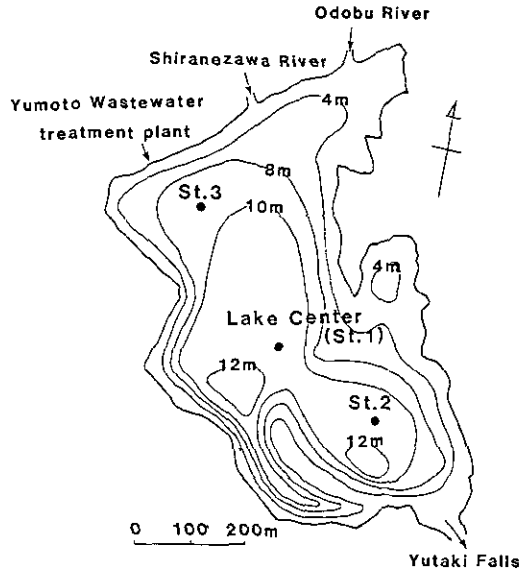 Odobu River
Shiranezawa River
Yumoto Wastewater
treatment plant
4m
8m
St.3
10m
4m
Lake Center
(St.1)
12m
St.2
12m
0 100 200m
Yutaki Falls